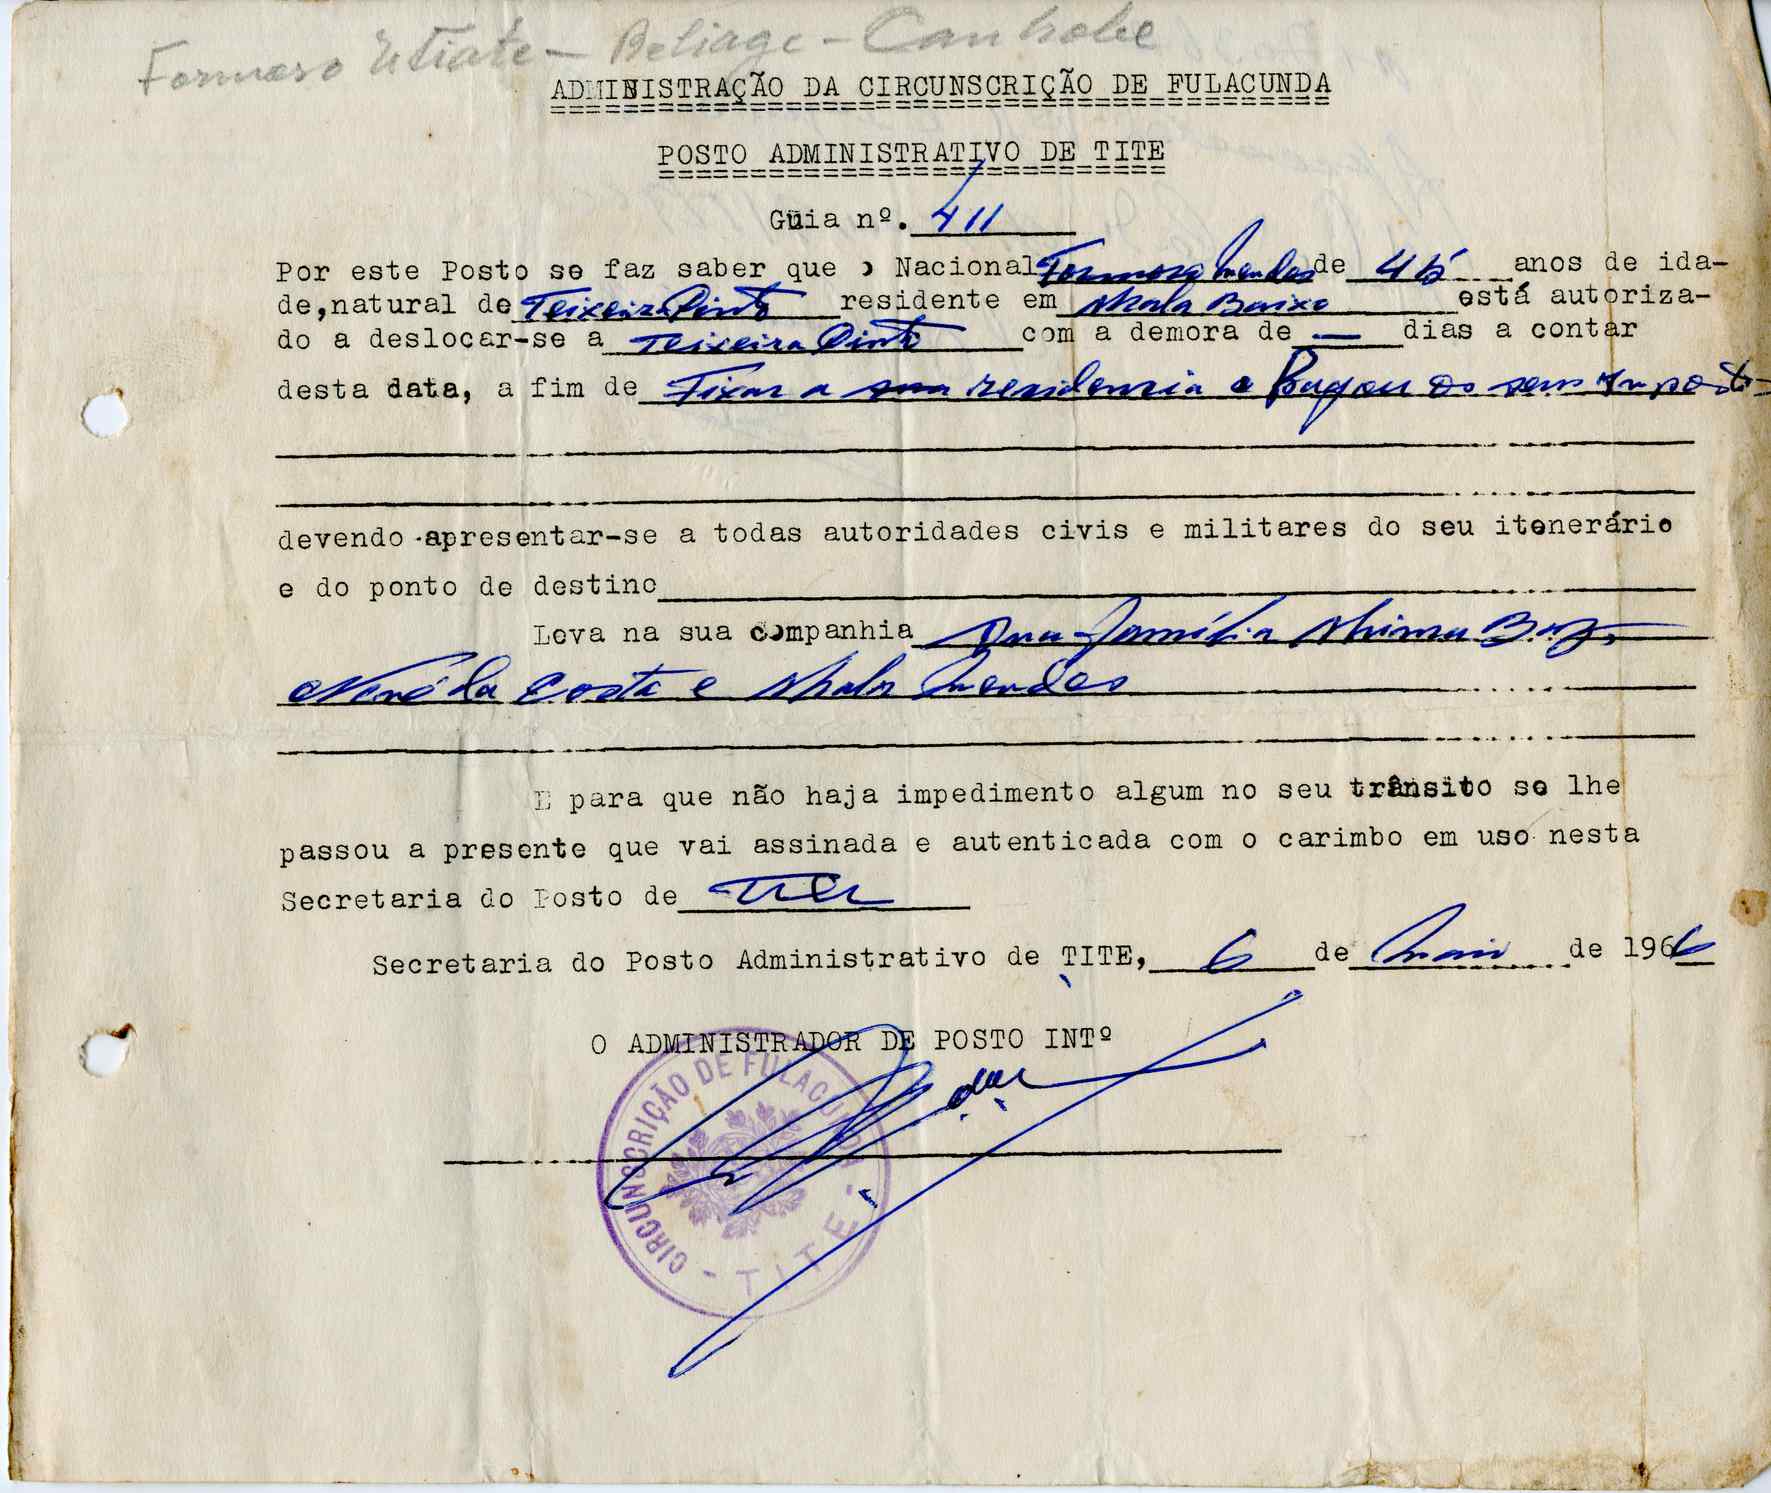 Formoso
ADMINISTRAÇÃO DA CIRCUNSCRIÇÃO DE FULACUNDA
POSTO ADMINISTRATIVO DE TITE
Guia nº. 411
Por este Posto se faz saber que o Nacional Formoso Mendes de 45 anos de ida-
de, natural de Teixeira Pinto residente em Nhala Baixo está autoriza-
do a deslocar-se a Teixeira Pinto com a demora de — dias a contar
desta data, a fim de Fixar a sua residencia e Pagou os seus Imposto
devendo apresentar-se a todas autoridades civis e militares do seu itenerário
e do ponto de destino
Leva na sua companhia Sua família
da Costa e Nhala Mendes
E para que não haja impedimento algum no seu trânsito se lhe
passou a presente que vai assinada e autenticada com o carimbo em uso nesta
Secretaria do Posto de Tite
Secretaria do Posto Administrativo de TITE, 6 de Maio de 1966
O ADMINISTRADOR DE POSTO INTº
CIRCUNSCRIÇÃO DE FULACUNDA
- TITE -